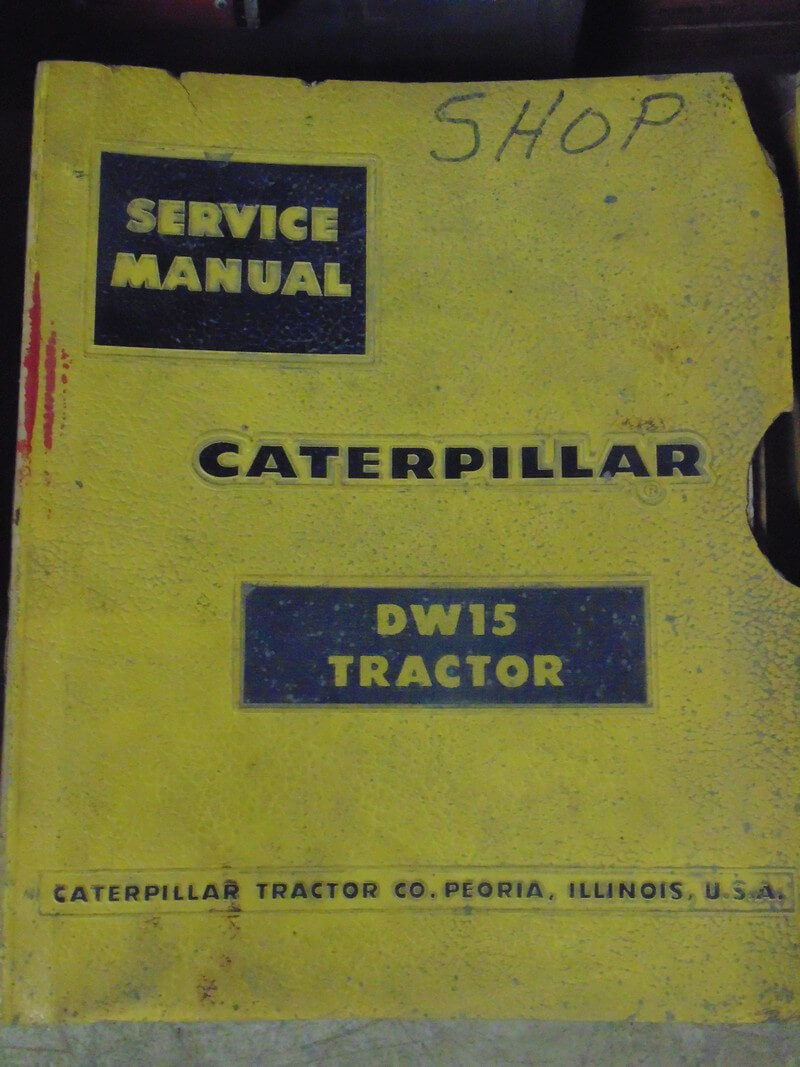 SHOP
SERVICE
MANUAL
CATERPILLAR
®
DW15
TRACTOR
CATERPILLAR TRACTOR CO. PEORIA, ILLINOIS, U.S.A.